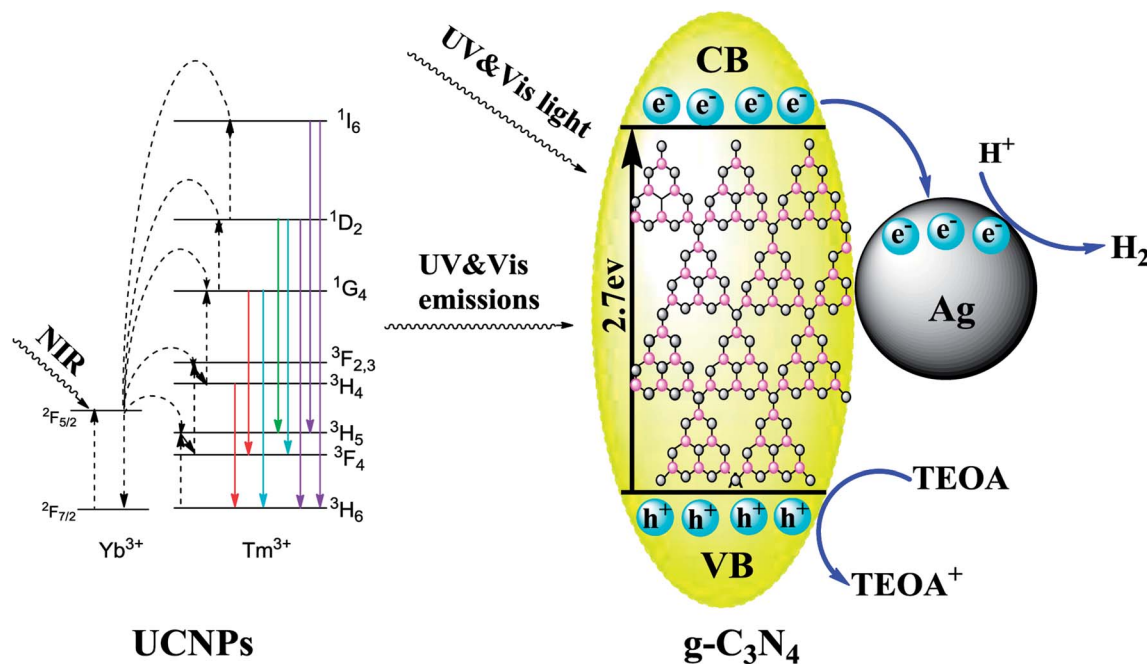 UV&Vis light
CB
e⁻ e⁻ e⁻ e⁻
¹I₆
¹D₂
¹G₄
³F₂,₃
³H₄
³H₅
³F₄
³H₆
NIR
²F₅/₂
²F₇/₂
Yb³⁺
Tm³⁺
UV&Vis
emissions
2.7ev
H⁺
e⁻ e⁻ e⁻
H₂
Ag
TEOA
h⁺ h⁺ h⁺ h⁺
VB
TEOA⁺
UCNPs
g-C₃N₄